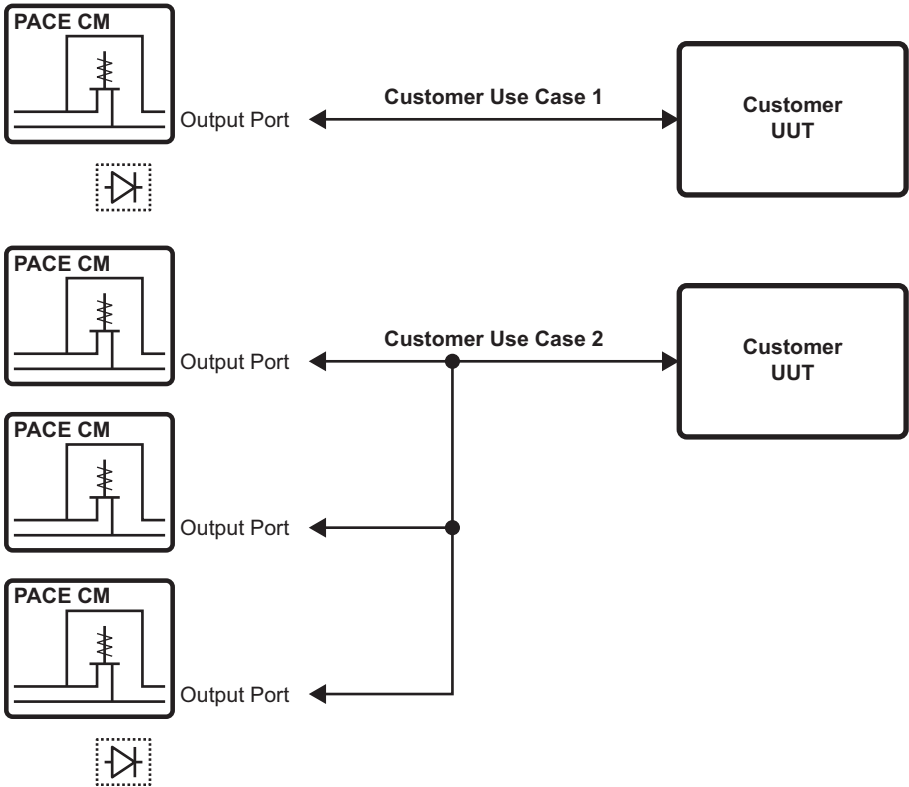 PACE CM
Output Port
Customer Use Case 1
Customer
UUT
PACE CM
Output Port
Customer Use Case 2
Customer
UUT
PACE CM
Output Port
PACE CM
Output Port